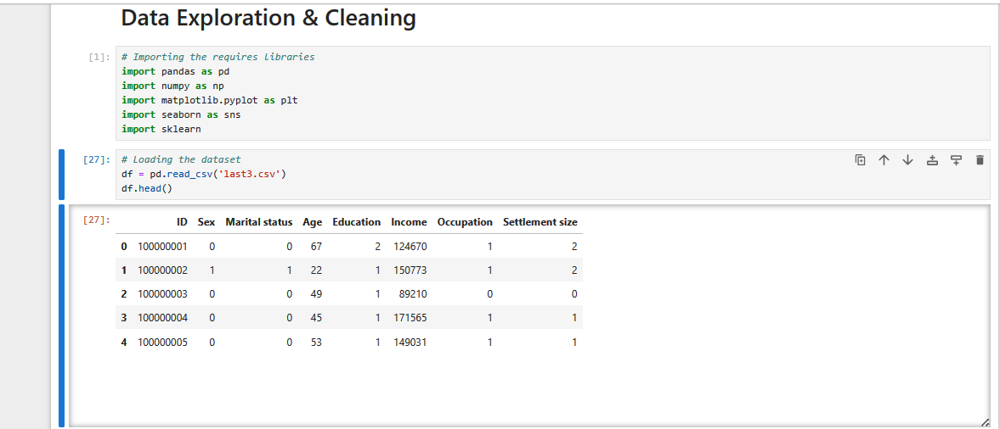 Data Exploration & Cleaning
[1]: # Importing the requires Libraries
import pandas as pd
import numpy as np
import matplotlib.pyplot as plt
import seaborn as sns
import sklearn
[27]: # Loading the dataset
df = pd.read_csv('last3.csv')
df.head()
[27]: ID Sex Marital status Age Education Income Occupation Settlement size
0 100000001 0 0 67 2 124670 1 2
1 100000002 1 1 22 1 150773 1 2
2 100000003 0 0 49 1 89210 0 0
3 100000004 0 0 45 1 171565 1 1
4 100000005 0 0 53 1 149031 1 1